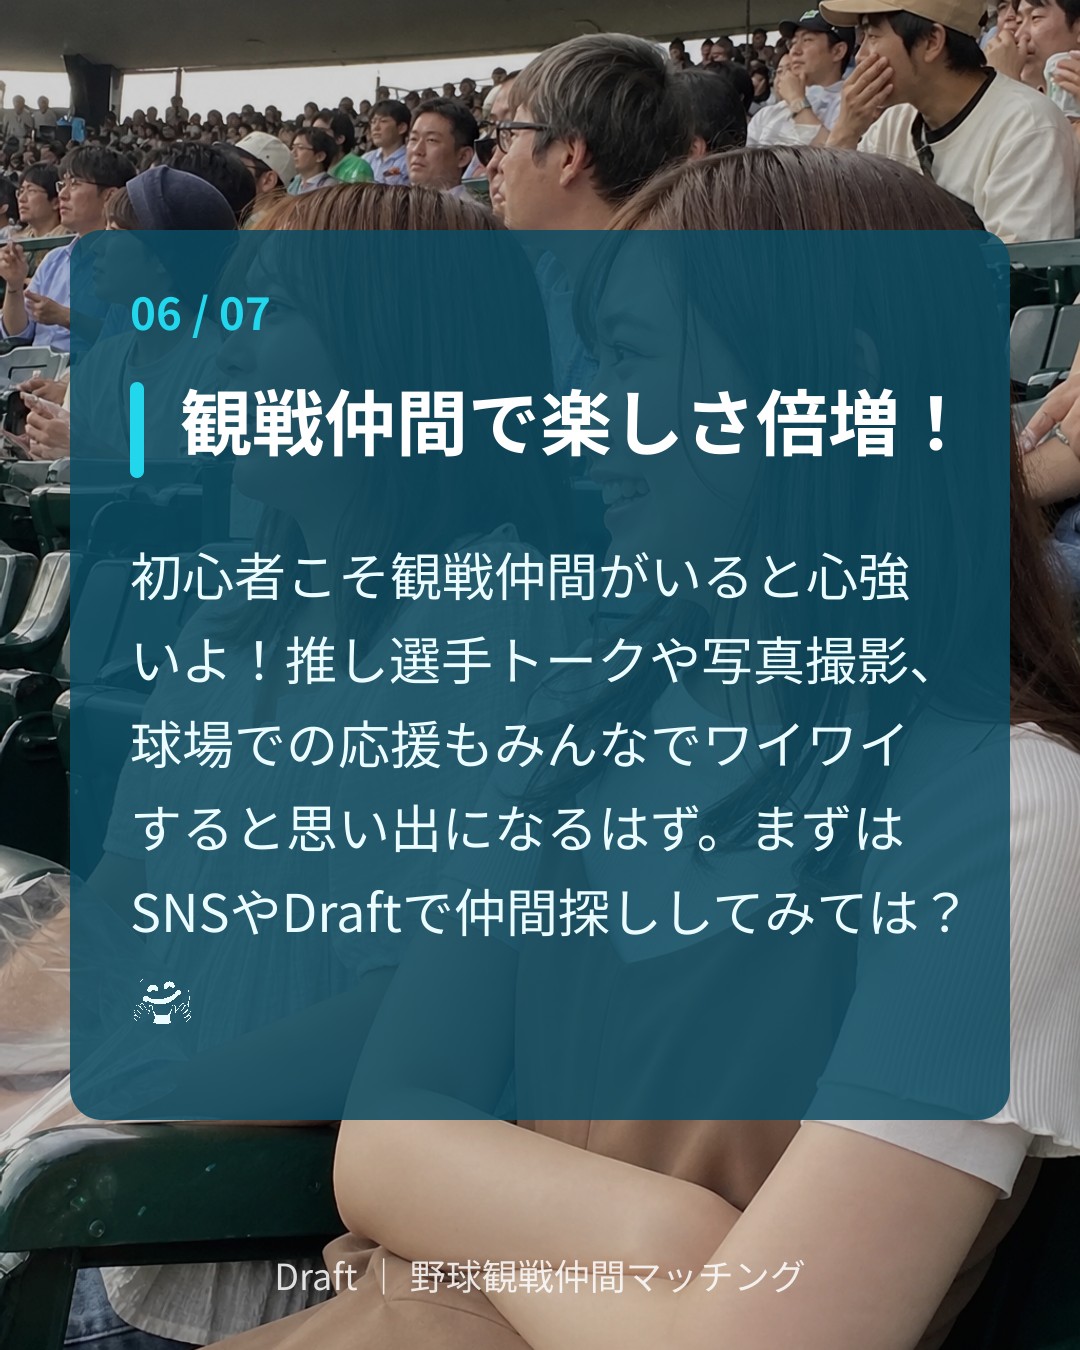 06 / 07
観戦仲間で楽しさ倍増！
初心者こそ観戦仲間がいると心強
いよ！推し選手トークや写真撮影、
球場での応援もみんなでワイワイ
すると思い出になるはず。まずは
SNSやDraftで仲間探ししてみては？
🤗
Draft ｜ 野球観戦仲間マッチング